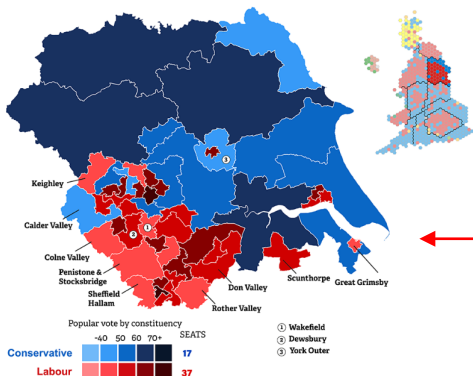 ③
Keighley
Calder Valley
①
②
Colne Valley
Penistone &
Stocksbridge
Sheffield
Hallam
Don Valley
Rother Valley
Scunthorpe
Great Grimsby
Popular vote by constituency
-40 50 60 70+ SEATS
Conservative 17
Labour 37
① Wakefield
② Dewsbury
③ York Outer